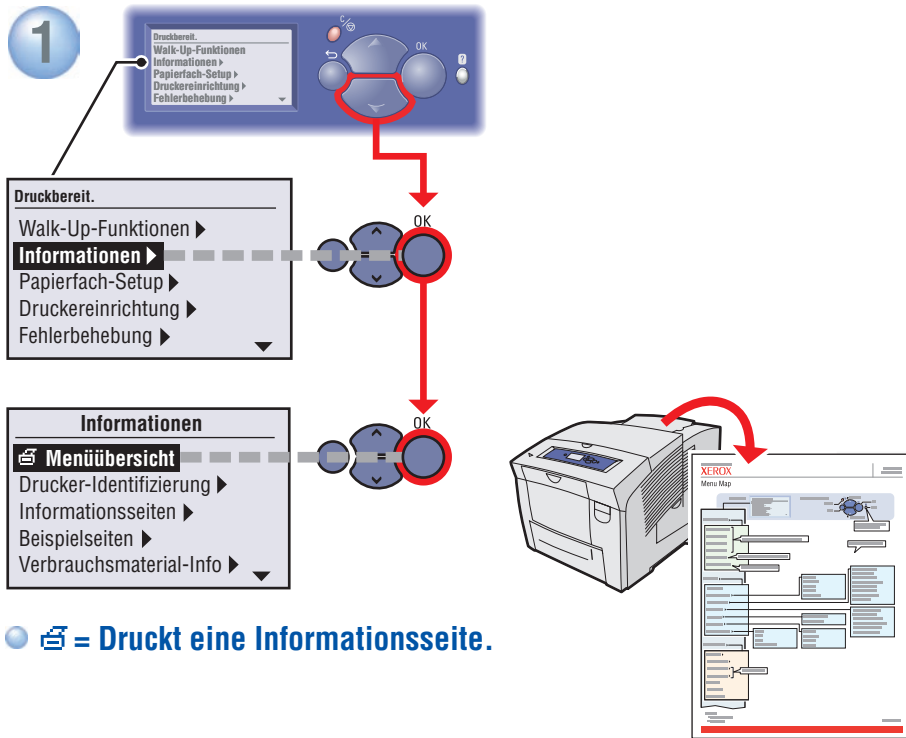 1
C/
OK
?
Druckbereit.
Walk-Up-Funktionen
Informationen
Papierfach-Setup
Druckereinrichtung
Fehlerbehebung
Druckbereit.
Walk-Up-Funktionen
Informationen
Papierfach-Setup
Druckereinrichtung
Fehlerbehebung
OK
Informationen
Menüübersicht
Drucker-Identifizierung
Informationsseiten
Beispielseiten
Verbrauchsmaterial-Info
OK
XEROX
Menu Map
= Druckt eine Informationsseite.